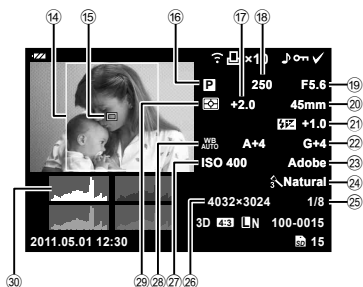 ⑭ ⑮ ⑯ ⑰ ⑱
×10
P 250 F5.6 ⑲
+2.0 45mm ⑳
+1.0 ㉑
WB AUTO A+4 G+4 ㉒
ISO 400 Adobe ㉓
Natural ㉔
4032×3024 1/8 ㉕
3D 4:3 LN 100-0015
2011.05.01 12:30 SD 15
㉚ ㉙ ㉘ ㉗ ㉖